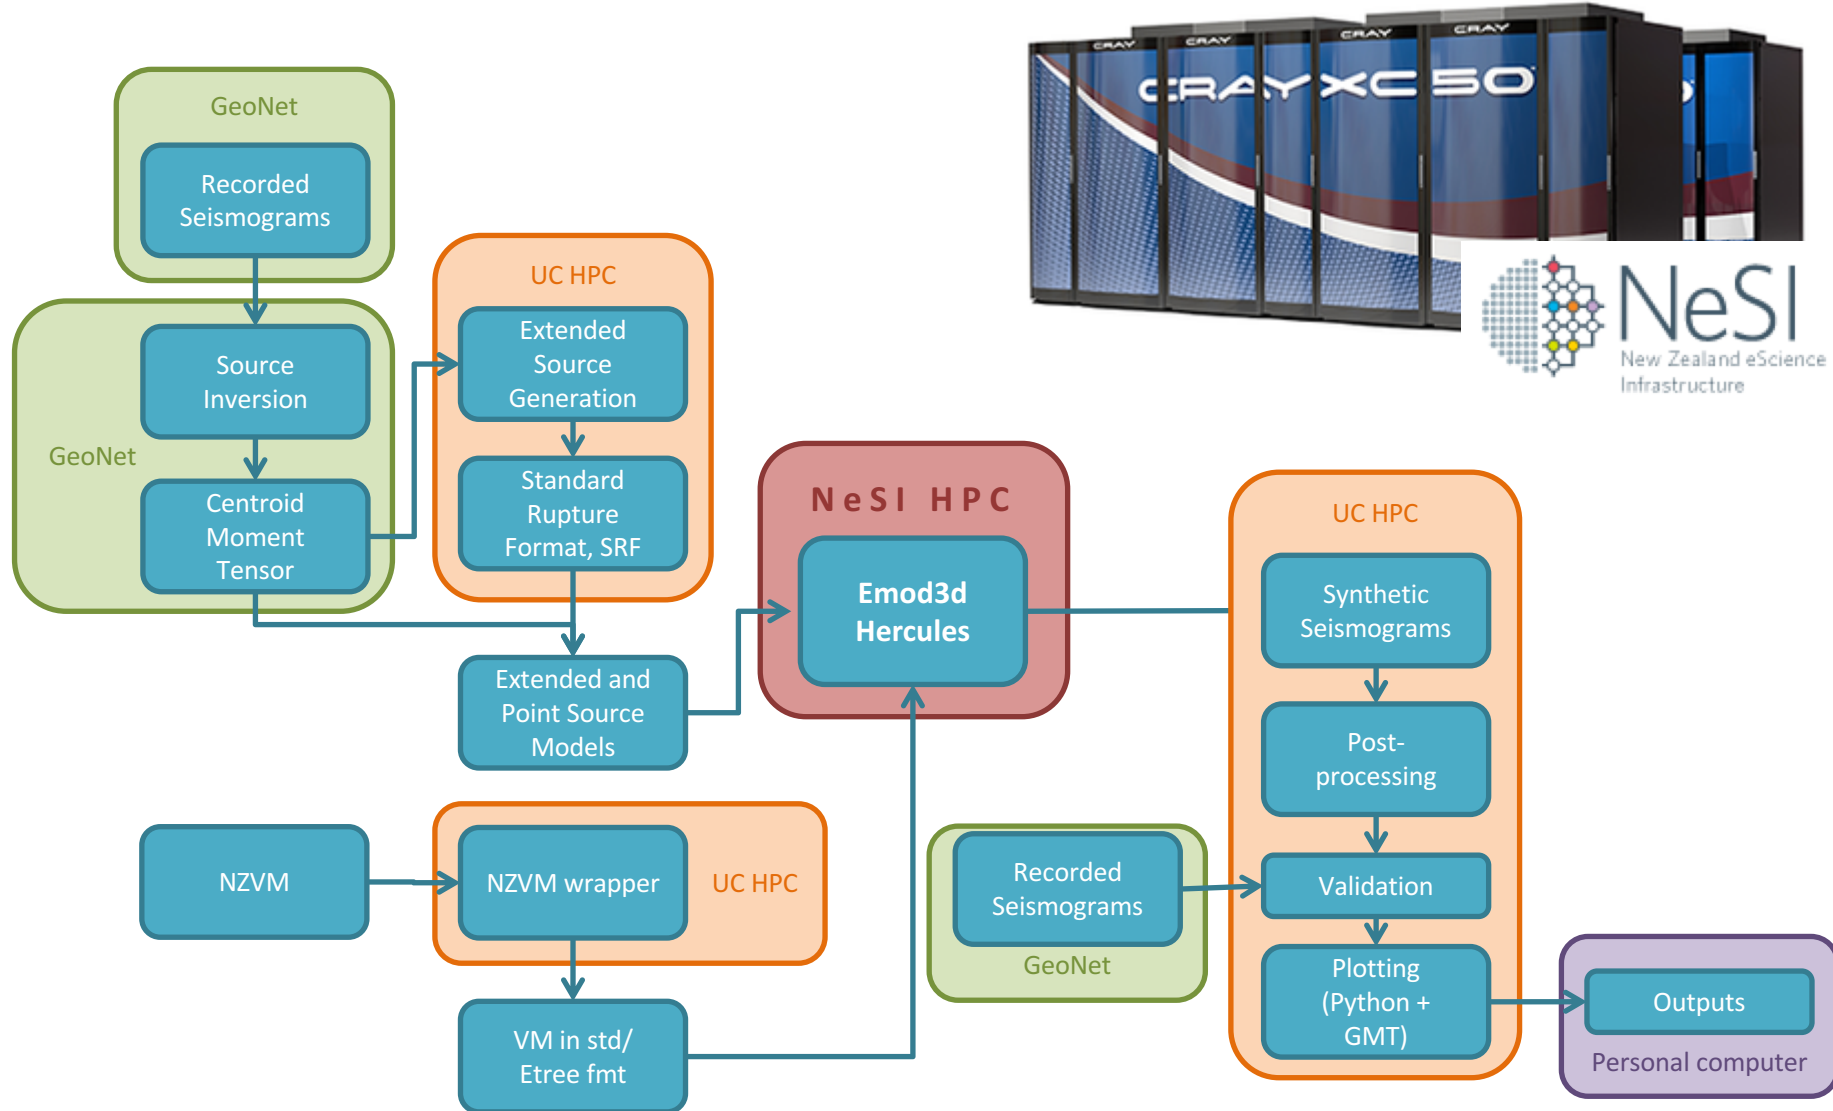 CRAY
CRAY
CRAY
CRAY
CRAY XC50
NeSI
New Zealand eScience
Infrastructure
GeoNet
Recorded
Seismograms
GeoNet
Source
Inversion
Centroid
Moment
Tensor
UC HPC
Extended
Source
Generation
Standard
Rupture
Format, SRF
Extended and
Point Source
Models
NeSI HPC
Emod3d
Hercules
NZVM
NZVM wrapper
UC HPC
VM in std/
Etree fmt
Recorded
Seismograms
GeoNet
UC HPC
Synthetic
Seismograms
Post-
processing
Validation
Plotting
(Python +
GMT)
Outputs
Personal computer